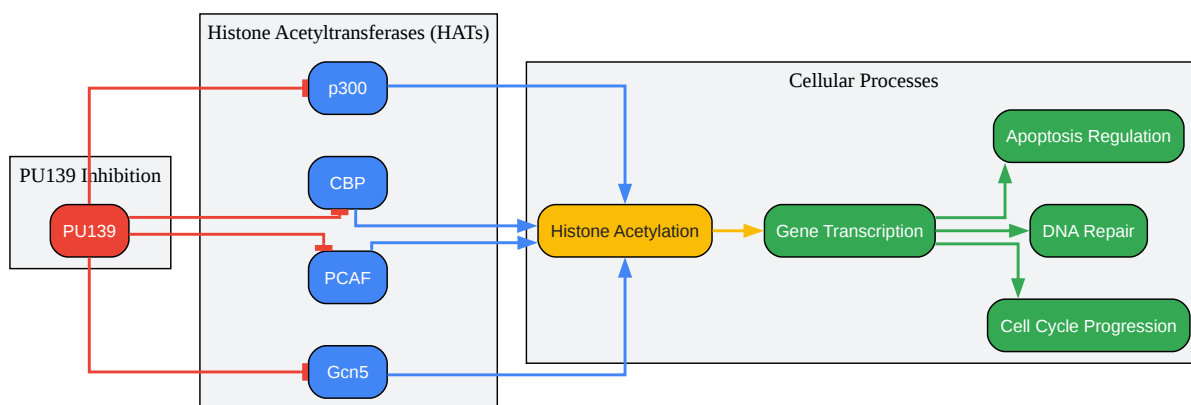 Histone Acetyltransferases (HATs)
p300
CBP
PCAF
Gcn5
PU139 Inhibition
PU139
Cellular Processes
Histone Acetylation
Gene Transcription
Apoptosis Regulation
DNA Repair
Cell Cycle Progression